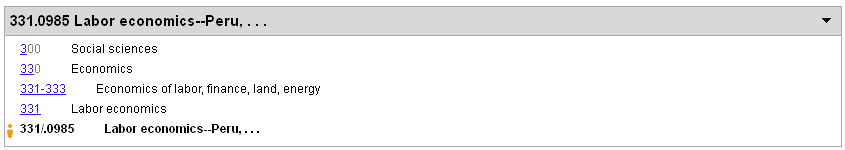 331.0985 Labor economics--Peru, . . .
300 Social sciences
330 Economics
331-333 Economics of labor, finance, land, energy
331 Labor economics
331/.0985 Labor economics--Peru, . . .